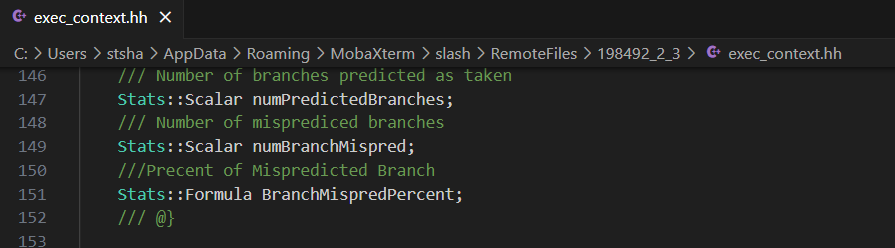 exec_context.hh
C: > Users > stsha > AppData > Roaming > MobaXterm > slash > RemoteFiles > 198492_2_3 > exec_context.hh
146 /// Number of branches predicted as taken
147 Stats::Scalar numPredictedBranches;
148 /// Number of misprediced branches
149 Stats::Scalar numBranchMispred;
150 ///Precent of Mispredicted Branch
151 Stats::Formula BranchMispredPercent;
152 /// @}
153